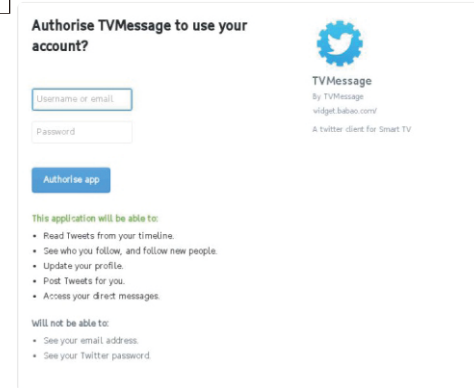 Authorise TVMessage to use your
account?
Username or email
Password
Authorise app
This application will be able to:
• Read Tweets from your timeline.
• See who you follow, and follow new people.
• Update your profile.
• Post Tweets for you.
• Access your direct messages.
Will not be able to:
• See your email address.
• See your Twitter password.
TVMessage
By TVMessage
widget.babao.com/
A twitter client for Smart TV